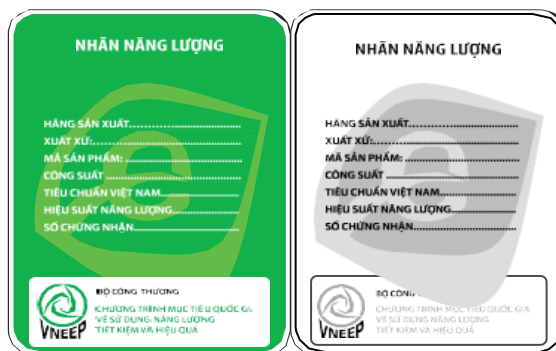 NHÃN NĂNG LƯỢNG
HÃNG SẢN XUẤT
XUẤT XỨ:
MÃ SẢN PHẨM:
CÔNG SUẤT
TIÊU CHUẨN VIỆT NAM
HIỆU SUẤT NĂNG LƯỢNG
SỐ CHỨNG NHẬN
VNEEP
BỘ CÔNG THƯƠNG
CHƯƠNG TRÌNH MỤC TIÊU QUỐC GIA
VỀ SỬ DỤNG NĂNG LƯỢNG
TIẾT KIỆM VÀ HIỆU QUẢ
NHÃN NĂNG LƯỢNG
HÃNG SẢN XUẤT
XUẤT XỨ:
MÃ SẢN PHẨM:
CÔNG SUẤT
TIÊU CHUẨN VIỆT NAM
HIỆU SUẤT NĂNG LƯỢNG
SỐ CHỨNG NHẬN
VNEEP
BỘ CÔNG
CHƯƠNG TRÌNH MỤC TIÊU QUỐC GIA
VỀ SỬ DỤNG NĂNG LƯỢNG
TIẾT KIỆM VÀ HIỆU QUẢ